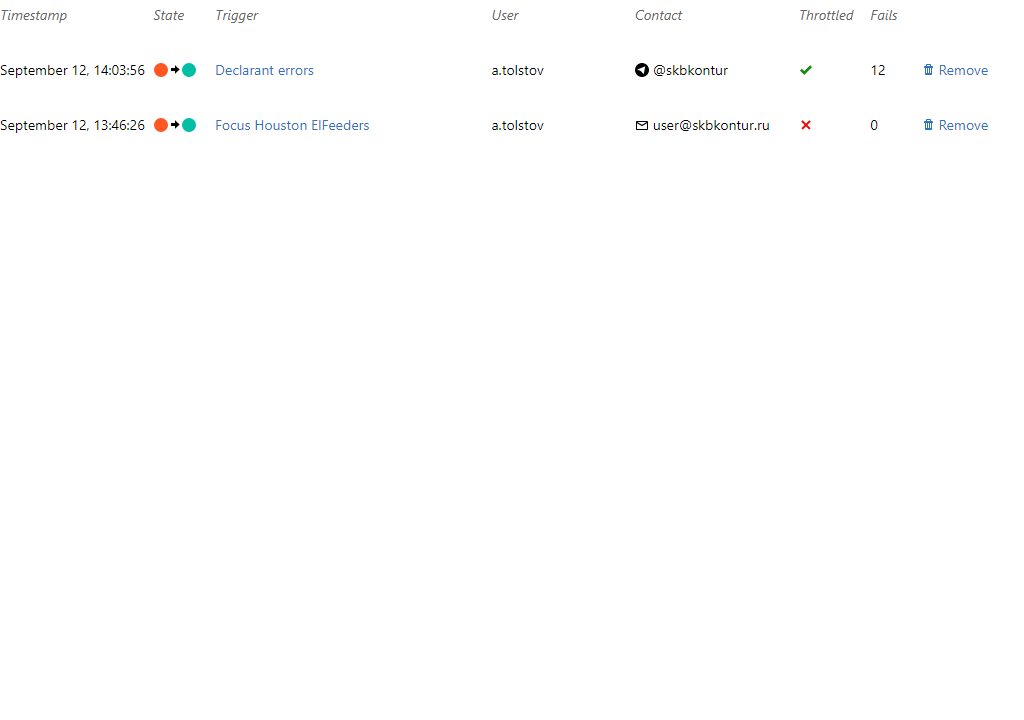 Timestamp State Trigger User Contact Throttled Fails
September 12, 14:03:56 Declarant errors a.tolstov @skbkontur 12 Remove
September 12, 13:46:26 Focus Houston ElFeeders a.tolstov user@skbkontur.ru 0 Remove